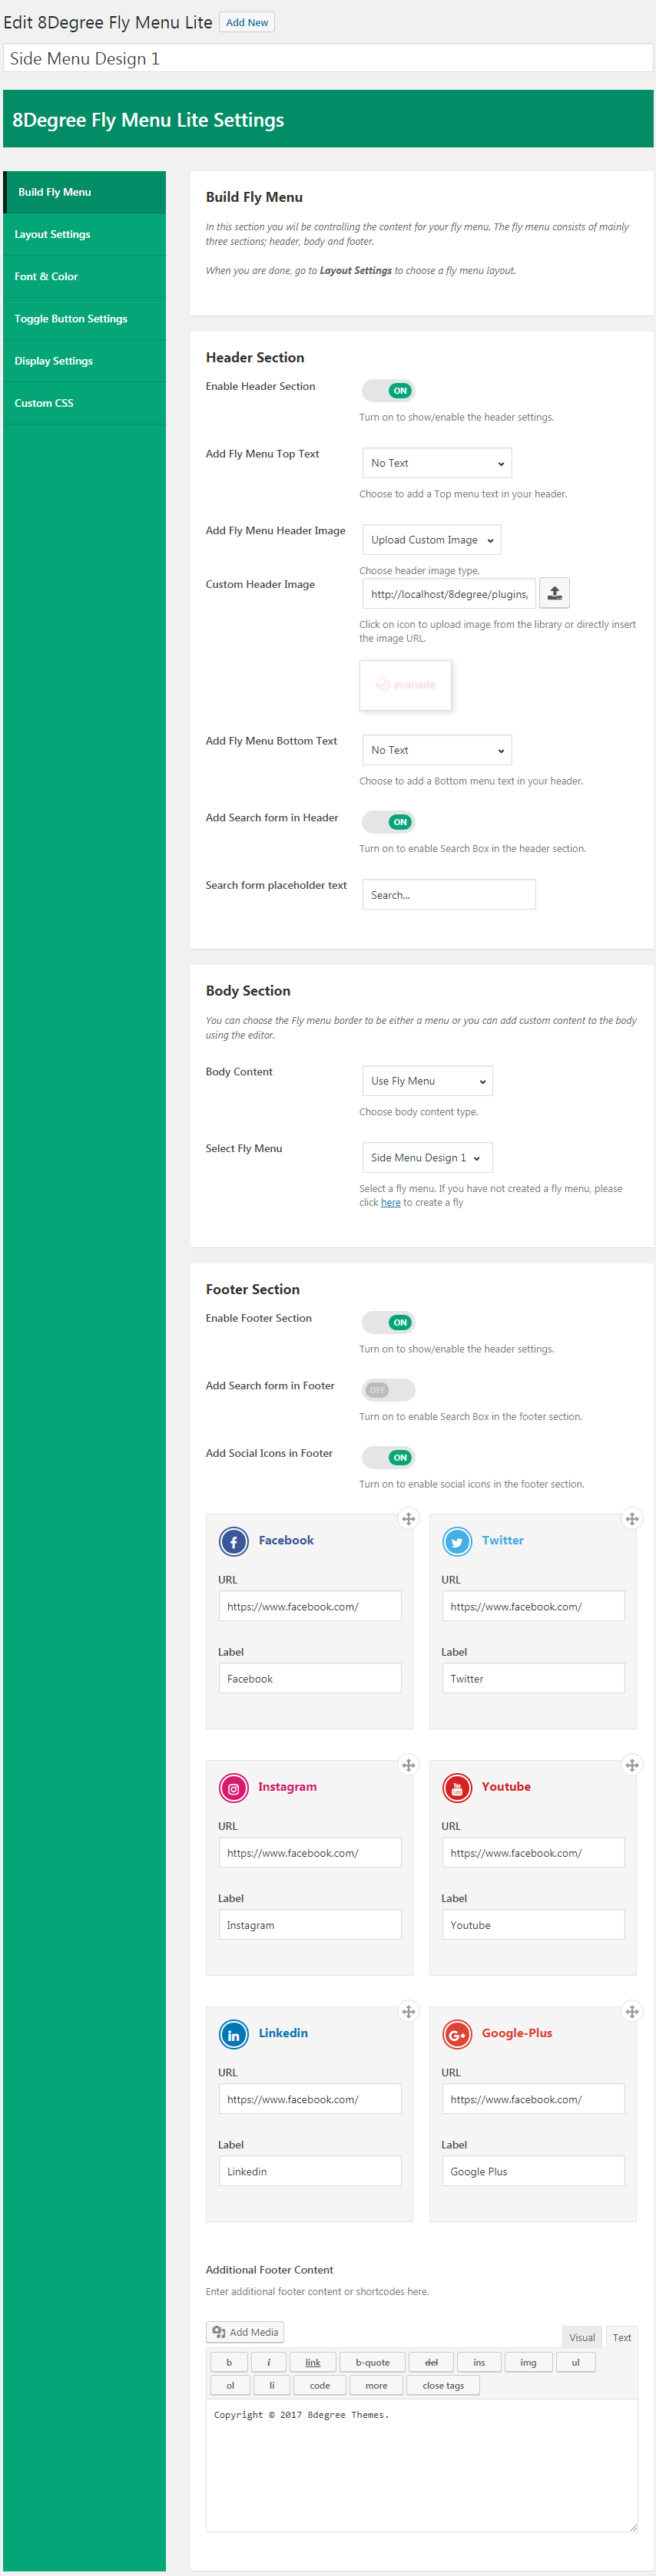 Edit 8Degree Fly Menu Lite Add New
Side Menu Design 1
8Degree Fly Menu Lite Settings
Build Fly Menu
Layout Settings
Font & Color
Toggle Button Settings
Display Settings
Custom CSS
Build Fly Menu
In this section you wil be controlling the content for your fly menu. The fly menu consists of mainly
three sections; header, body and footer.
When you are done, go to Layout Settings to choose a fly menu layout.
Header Section
Enable Header Section ON
Turn on to show/enable the header settings.
Add Fly Menu Top Text No Text
Choose to add a Top menu text in your header.
Add Fly Menu Header Image Upload Custom Image
Choose header image type.
Custom Header Image http://localhost/8degree/plugins,
Click on icon to upload image from the library or directly insert
the image URL.
avanade
Add Fly Menu Bottom Text No Text
Choose to add a Bottom menu text in your header.
Add Search form in Header ON
Turn on to enable Search Box in the header section.
Search form placeholder text Search...
Body Section
You can choose the Fly menu border to be either a menu or you can add custom content to the body
using the editor.
Body Content Use Fly Menu
Choose body content type.
Select Fly Menu Side Menu Design 1
Select a fly menu. If you have not created a fly menu, please
click here to create a fly
Footer Section
Enable Footer Section ON
Turn on to show/enable the header settings.
Add Search form in Footer OFF
Turn on to enable Search Box in the footer section.
Add Social Icons in Footer ON
Turn on to enable social icons in the footer section.
Facebook Twitter
URL URL
https://www.facebook.com/ https://www.facebook.com/
Label Label
Facebook Twitter
Instagram Youtube
URL URL
https://www.facebook.com/ https://www.facebook.com/
Label Label
Instagram Youtube
Linkedin Google-Plus
URL URL
https://www.facebook.com/ https://www.facebook.com/
Label Label
Linkedin Google Plus
Additional Footer Content
Enter additional footer content or shortcodes here.
Add Media Visual Text
b i link b-quote del ins img ul
ol li code more close tags
Copyright © 2017 8degree Themes.